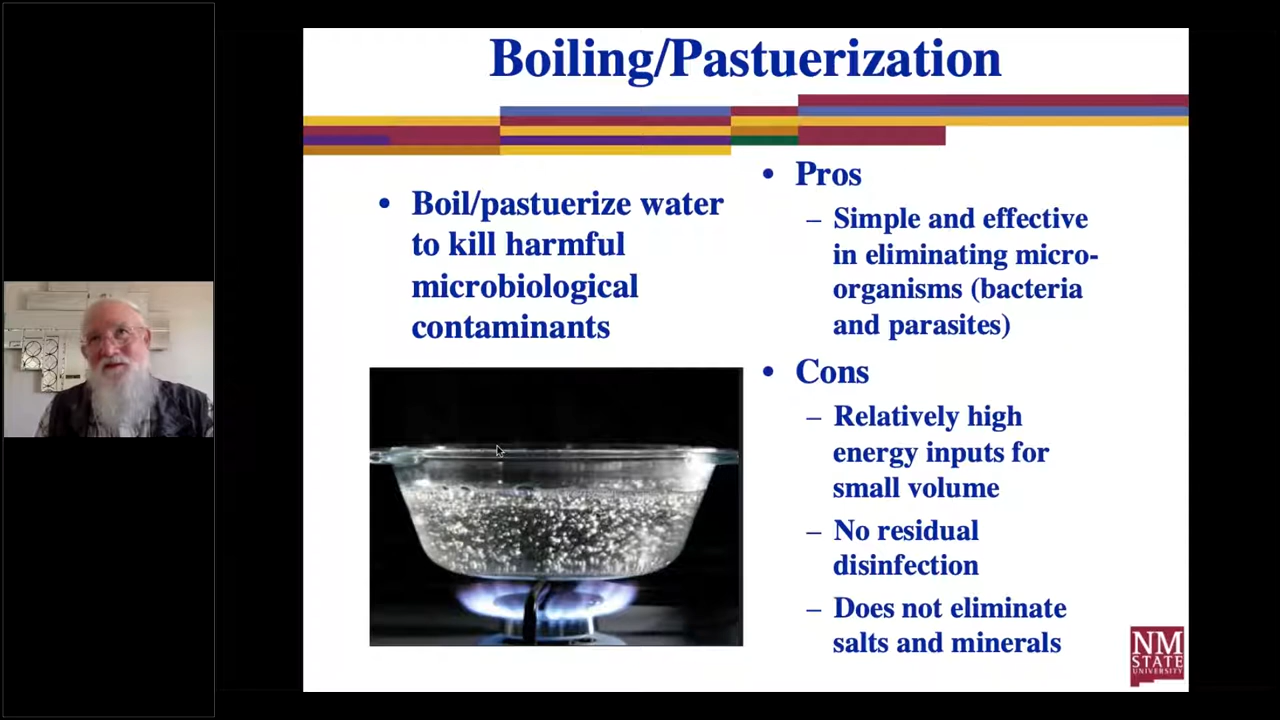 Boiling/Pastuerization
• Boil/pastuerize water
to kill harmful
microbiological
contaminants
• Pros
– Simple and effective
in eliminating micro-
organisms (bacteria
and parasites)
• Cons
– Relatively high
energy inputs for
small volume
– No residual
disinfection
– Does not eliminate
salts and minerals
NM
STATE
UNIVERSITY